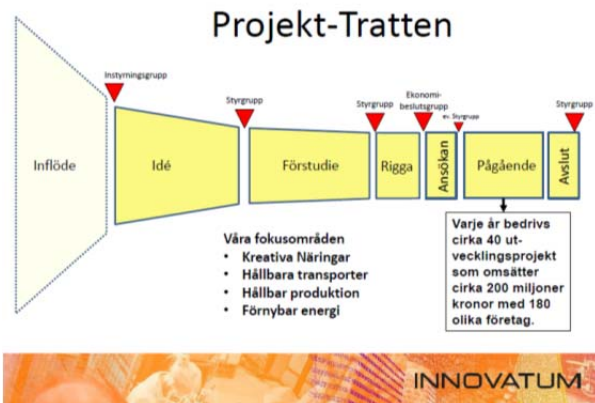 Projekt-Tratten
Instyrningsgrupp
Styrgrupp
Styrgrupp
Ekonomi-
beslutsgrupp
ev. Styrgrupp
Styrgrupp
Inflöde
Idé
Förstudie
Rigga
Ansökan
Pågående
Avslut
Våra fokusområden
• Kreativa Näringar
• Hållbara transporter
• Hållbar produktion
• Förnybar energi
Varje år bedrivs
cirka 40 ut-
vecklingsprojekt
som omsätter
cirka 200 miljoner
kronor med 180
olika företag.
INNOVATUM